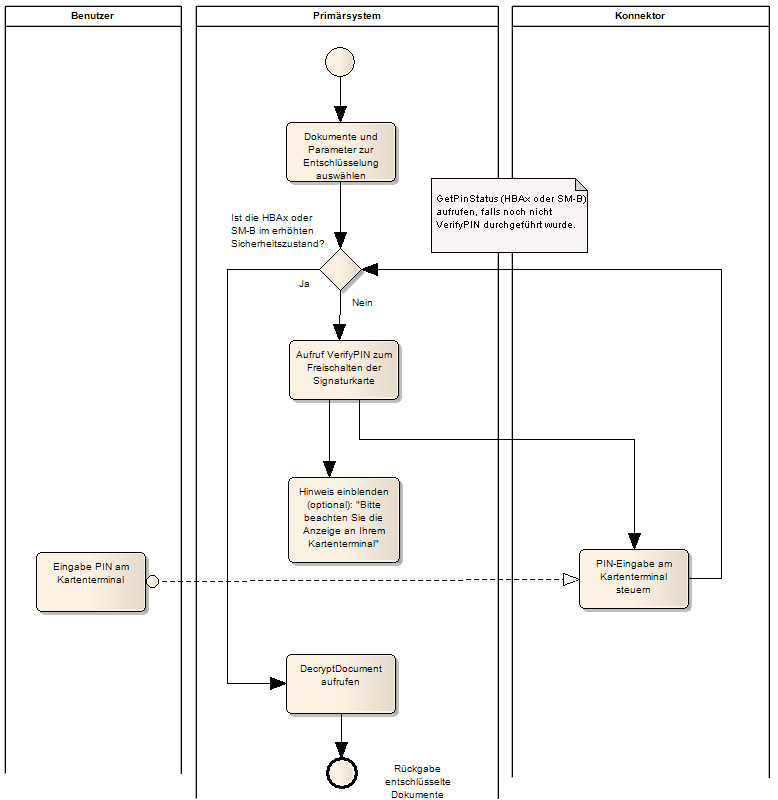 Benutzer
Primärsystem
Konnektor
Dokumente und
Parameter zur
Entschlüsselung
auswählen
GetPinStatus (HBAx oder SM-B)
aufrufen, falls noch nicht
VerifyPIN durchgeführt wurde.
Ist die HBAx oder
SM-B im erhöhten
Sicherheitszustand?
Ja
Nein
Aufruf VerifyPIN zum
Freischalten der
Signaturkarte
Hinweis einblenden
(optional): "Bitte
beachten Sie die
Anzeige an Ihrem
Kartenterminal"
Eingabe PIN am
Kartenterminal
PIN-Eingabe am
Kartenterminal
steuern
DecryptDocument
aufrufen
Rückgabe
entschlüsselte
Dokumente